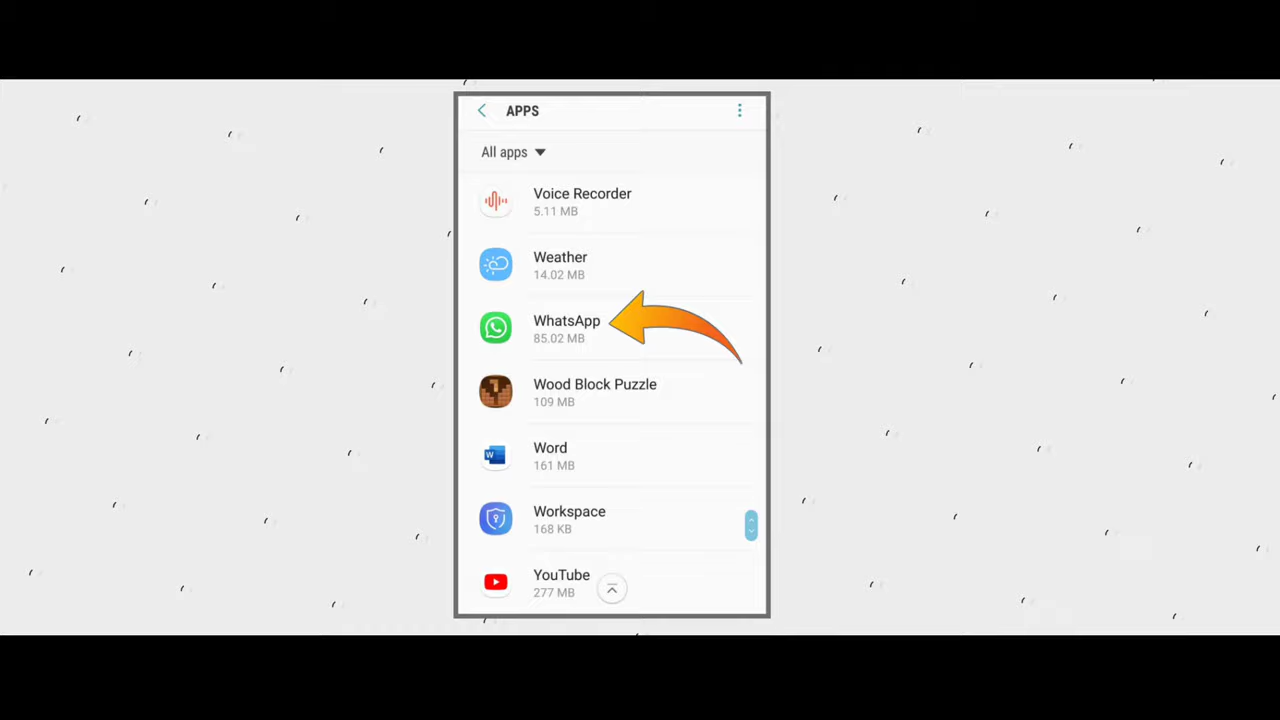 APPS
All apps
Voice Recorder
5.11 MB
Weather
14.02 MB
WhatsApp
85.02 MB
Wood Block Puzzle
109 MB
W
Word
161 MB
Workspace
168 KB
YouTube
277 MB